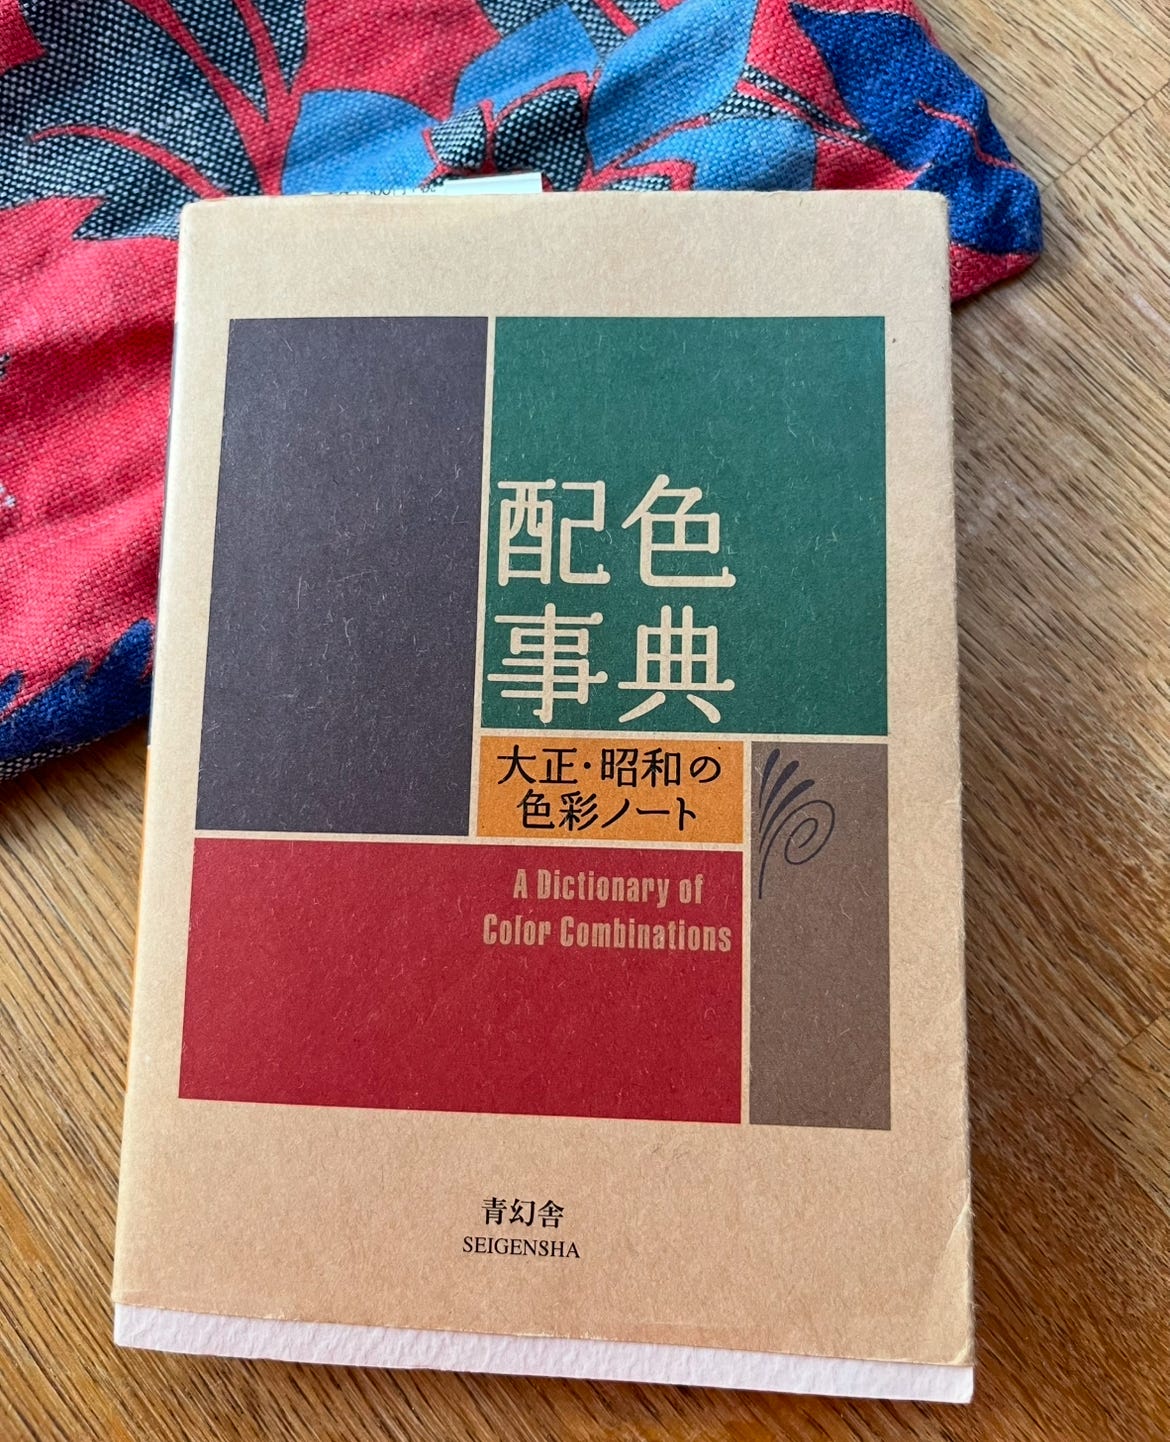 配色
事典
大正・昭和の
色彩ノート
A Dictionary of
Color Combinations
青幻舎
SEIGENSHA